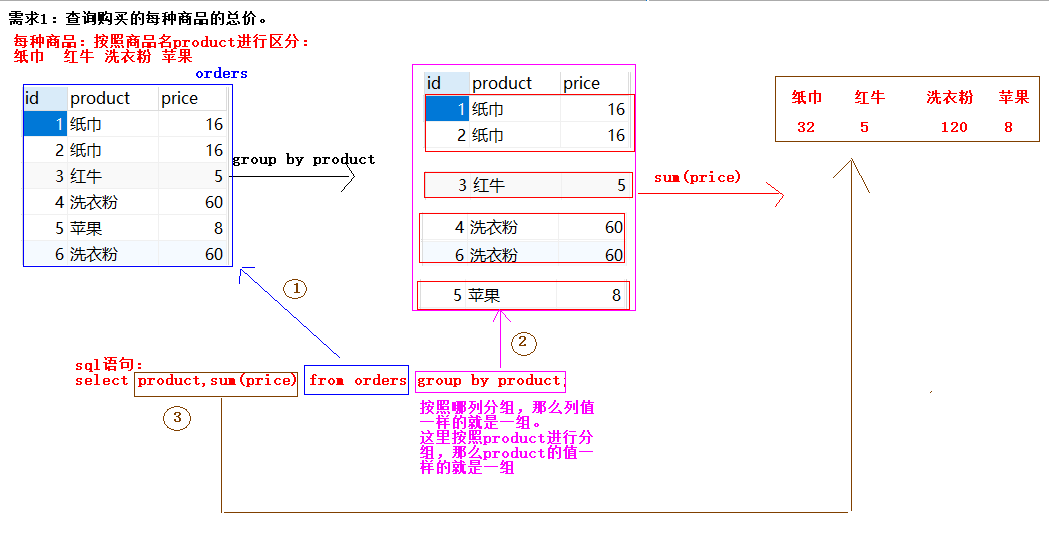 需求1：查询购买的每种商品的总价。
每种商品：按照商品名product进行区分：
纸巾 红牛 洗衣粉 苹果
orders
id product price
1 纸巾 16
2 纸巾 16
3 红牛 5
4 洗衣粉 60
5 苹果 8
6 洗衣粉 60
group by product
id product price
1 纸巾 16
2 纸巾 16
3 红牛 5
4 洗衣粉 60
6 洗衣粉 60
5 苹果 8
sum(price)
纸巾 红牛 洗衣粉 苹果
32 5 120 8
1
2
sql语句：
select product,sum(price) from orders group by product;
3
按照哪列分组，那么列值
一样的就是一组。
这里按照product进行分
组，那么product的值一
样的就是一组